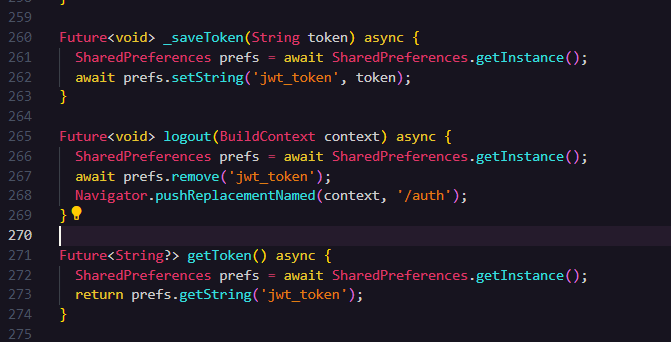 259
260 Future<void> _saveToken(String token) async {
261   SharedPreferences prefs = await SharedPreferences.getInstance();
262   await prefs.setString('jwt_token', token);
263 }
264
265 Future<void> logout(BuildContext context) async {
266   SharedPreferences prefs = await SharedPreferences.getInstance();
267   await prefs.remove('jwt_token');
268   Navigator.pushReplacementNamed(context, '/auth');
269 }
270
271 Future<String?> getToken() async {
272   SharedPreferences prefs = await SharedPreferences.getInstance();
273   return prefs.getString('jwt_token');
274 }
275